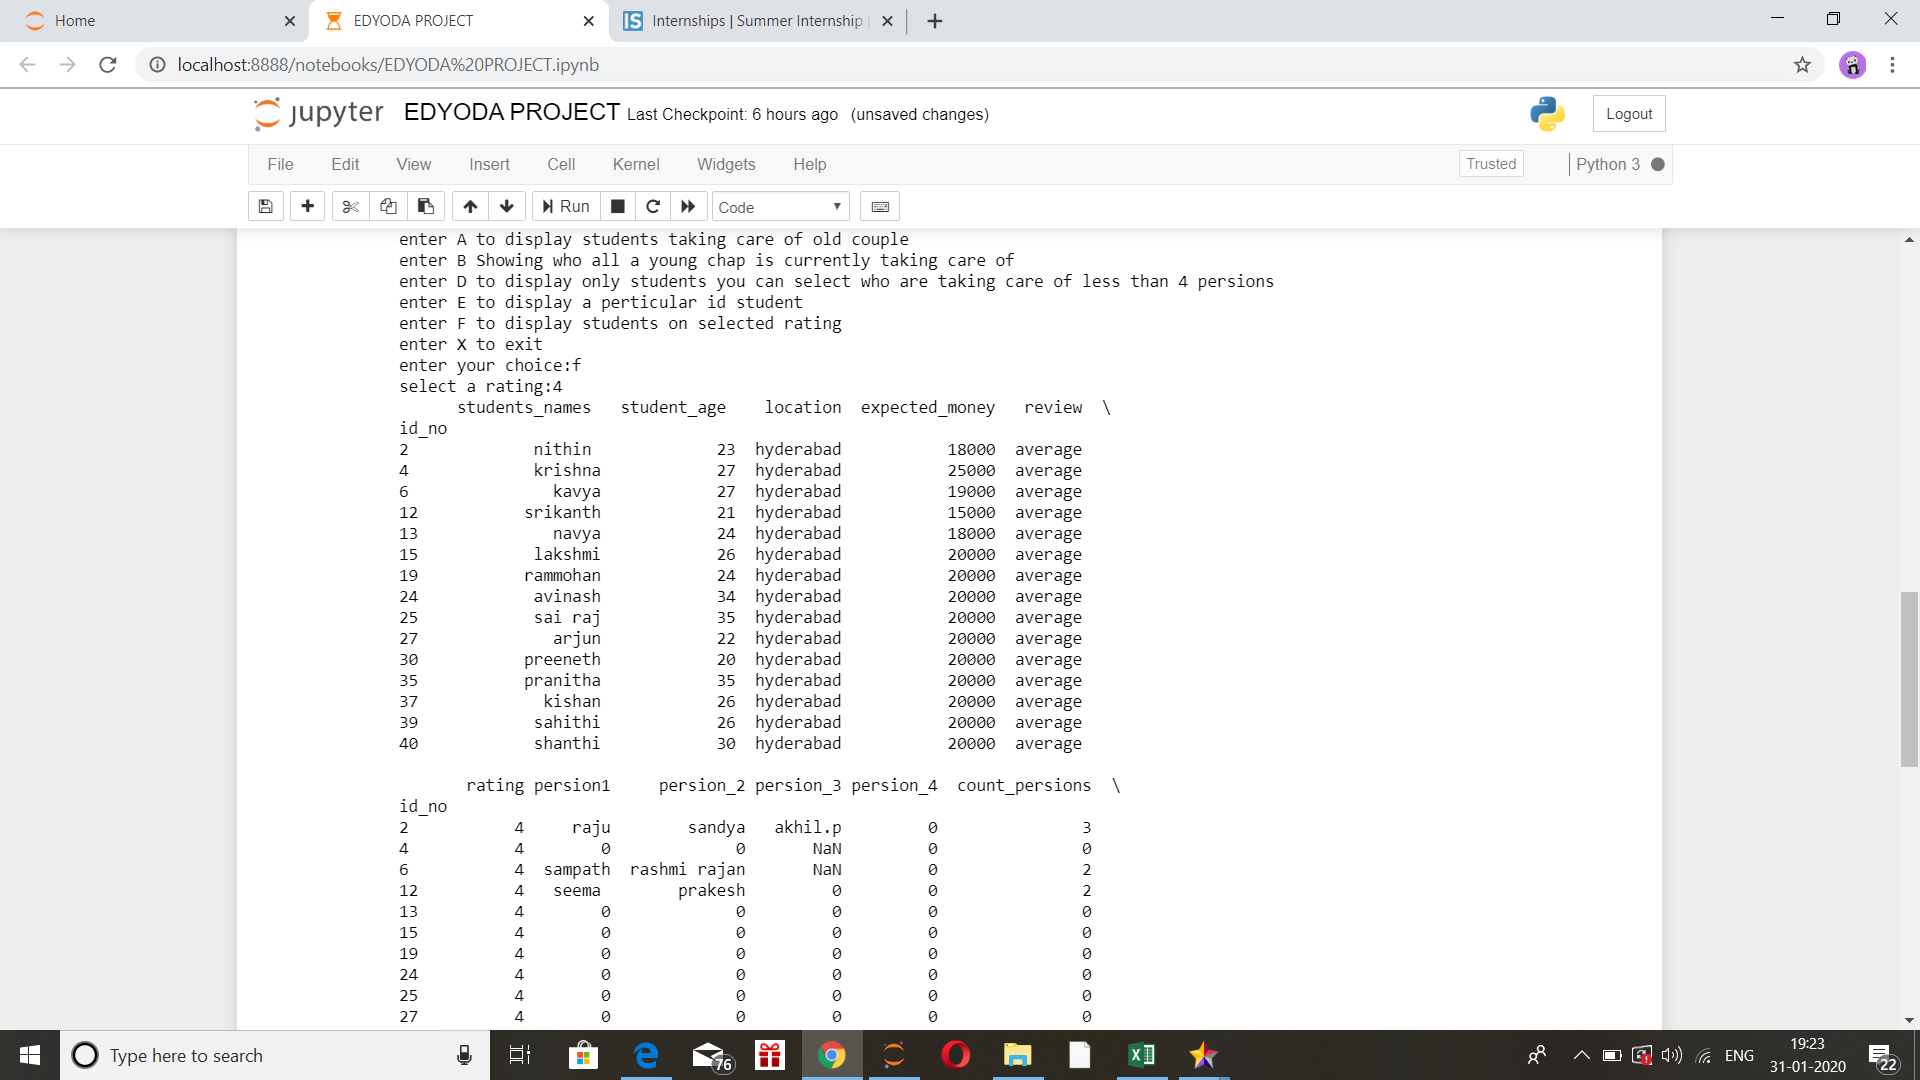 Home
EDYODA PROJECT
Internships | Summer Internship
localhost:8888/notebooks/EDYODA%20PROJECT.ipynb
jupyter EDYODA PROJECT Last Checkpoint: 6 hours ago (unsaved changes)
Logout
File Edit View Insert Cell Kernel Widgets Help
Trusted
Python 3
Run
Code
enter A to display students taking care of old couple
enter B Showing who all a young chap is currently taking care of
enter D to display only students you can select who are taking care of less than 4 persions
enter E to display a perticular id student
enter F to display students on selected rating
enter X to exit
enter your choice:f
select a rating:4
students_names student_age location expected_money review \
id_no
2 nithin 23 hyderabad 18000 average
4 krishna 27 hyderabad 25000 average
6 kavya 27 hyderabad 19000 average
12 srikanth 21 hyderabad 15000 average
13 navya 24 hyderabad 18000 average
15 lakshmi 26 hyderabad 20000 average
19 rammohan 24 hyderabad 20000 average
24 avinash 34 hyderabad 20000 average
25 sai raj 35 hyderabad 20000 average
27 arjun 22 hyderabad 20000 average
30 preeneth 20 hyderabad 20000 average
35 pranitha 35 hyderabad 20000 average
37 kishan 26 hyderabad 20000 average
39 sahithi 26 hyderabad 20000 average
40 shanthi 30 hyderabad 20000 average
rating persion1 persion_2 persion_3 persion_4 count_persions \
id_no
2 4 raju sandya akhil.p 0 3
4 4 0 0 NaN 0 0
6 4 sampath rashmi rajan NaN 0 2
12 4 seema prakesh 0 0 2
13 4 0 0 0 0 0
15 4 0 0 0 0 0
19 4 0 0 0 0 0
24 4 0 0 0 0 0
25 4 0 0 0 0 0
27 4 0 0 0 0 0
Type here to search
76
ENG
19:23
31-01-2020
22